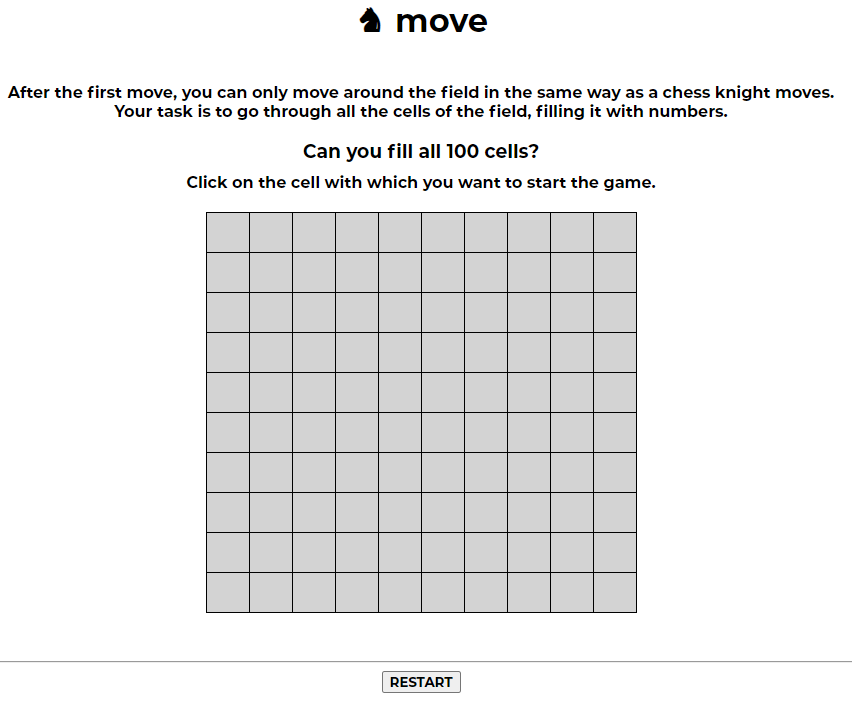 ♞ move
After the first move, you can only move around the field in the same way as a chess knight moves.
Your task is to go through all the cells of the field, filling it with numbers.
Can you fill all 100 cells?
Click on the cell with which you want to start the game.
RESTART